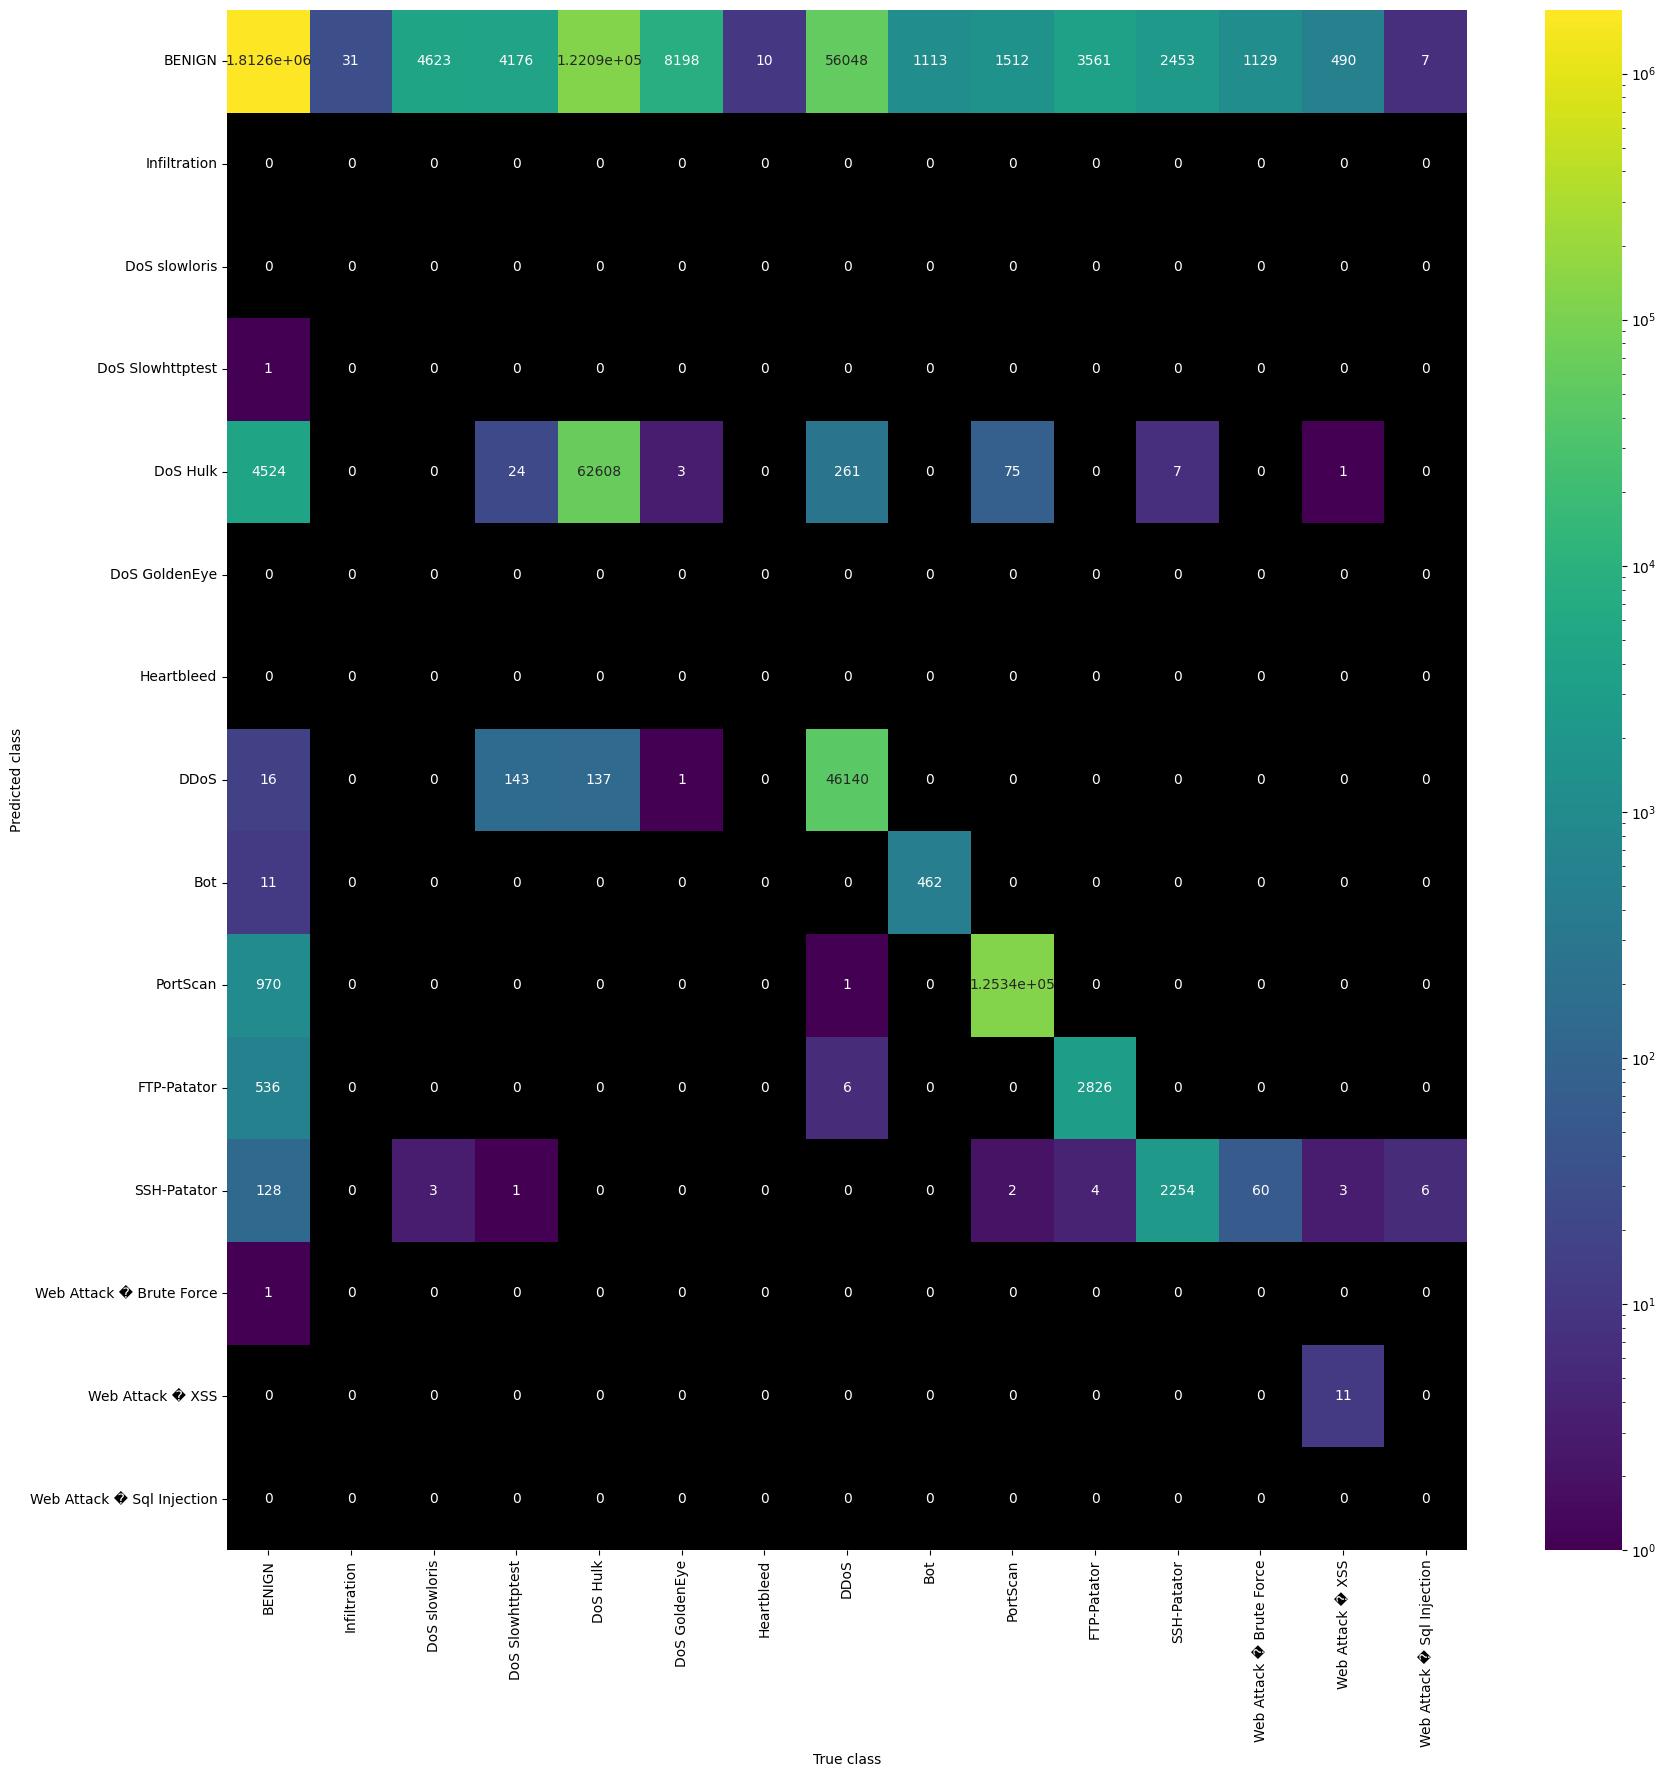 BENIGN 1.8126e+06 31 4623 4176 1.2209e+05 8198 10 56048 1113 1512 3561 2453 1129 490 7
Infiltration 0 0 0 0 0 0 0 0 0 0 0 0 0 0 0
DoS slowloris 0 0 0 0 0 0 0 0 0 0 0 0 0 0 0
DoS Slowhttptest 1 0 0 0 0 0 0 0 0 0 0 0 0 0 0
DoS Hulk 4524 0 0 24 62608 3 0 261 0 75 0 7 0 1 0
DoS GoldenEye 0 0 0 0 0 0 0 0 0 0 0 0 0 0 0
Heartbleed 0 0 0 0 0 0 0 0 0 0 0 0 0 0 0
DDoS 16 0 0 143 137 1 0 46140 0 0 0 0 0 0 0
Bot 11 0 0 0 0 0 0 0 462 0 0 0 0 0 0
PortScan 970 0 0 0 0 0 0 1 0 1.2534e+05 0 0 0 0 0
FTP-Patator 536 0 0 0 0 0 0 6 0 0 2826 0 0 0 0
SSH-Patator 128 0 3 1 0 0 0 0 0 2 4 2254 60 3 6
Web Attack � Brute Force 1 0 0 0 0 0 0 0 0 0 0 0 0 0 0
Web Attack � XSS 0 0 0 0 0 0 0 0 0 0 0 0 0 11 0
Web Attack � Sql Injection 0 0 0 0 0 0 0 0 0 0 0 0 0 0 0
Predicted class
BENIGN
Infiltration
DoS slowloris
DoS Slowhttptest
DoS Hulk
DoS GoldenEye
Heartbleed
DDoS
Bot
PortScan
FTP-Patator
SSH-Patator
Web Attack � Brute Force
Web Attack � XSS
Web Attack � Sql Injection
True class
10⁶
10⁵
10⁴
10³
10²
10¹
10⁰